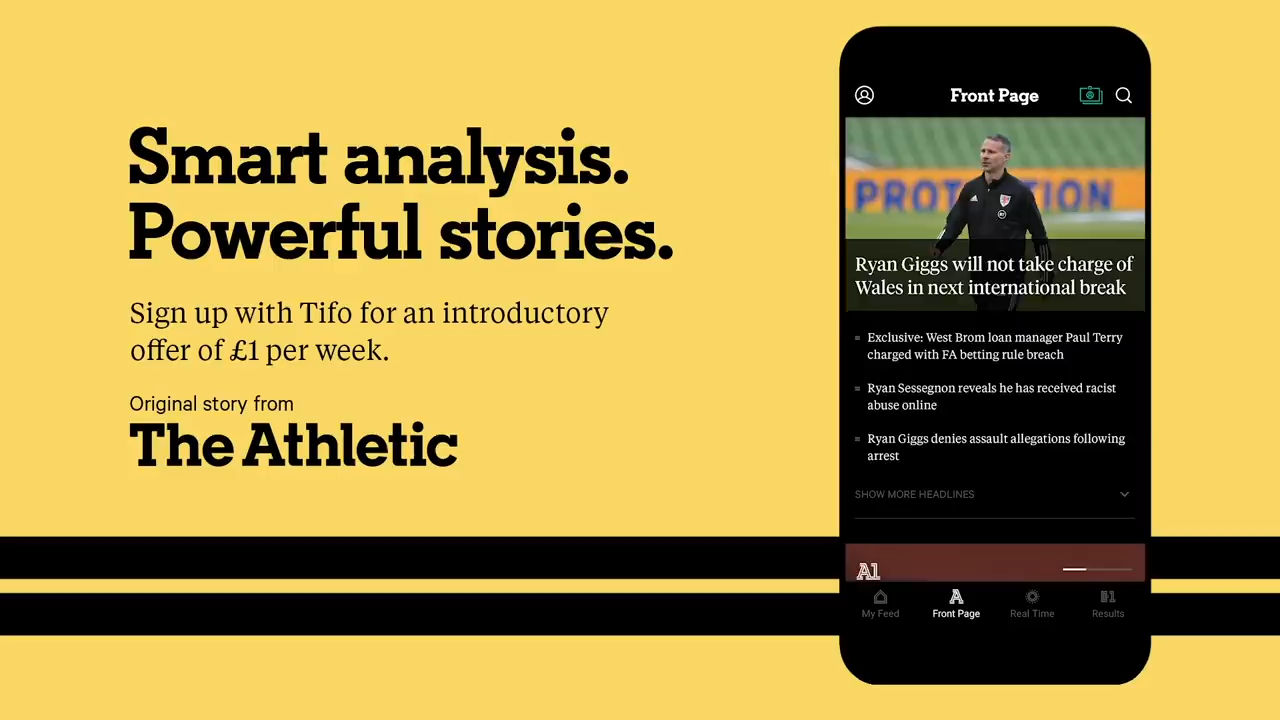 Smart analysis.
Powerful stories.
Sign up with Tifo for an introductory
offer of £1 per week.
Original story from
The Athletic
Front Page
PROTECTION
Ryan Giggs will not take charge of
Wales in next international break
Exclusive: West Brom loan manager Paul Terry
charged with FA betting rule breach
Ryan Sessegnon reveals he has received racist
abuse online
Ryan Giggs denies assault allegations following
arrest
SHOW MORE HEADLINES
A1
My Feed
Front Page
Real Time
Results